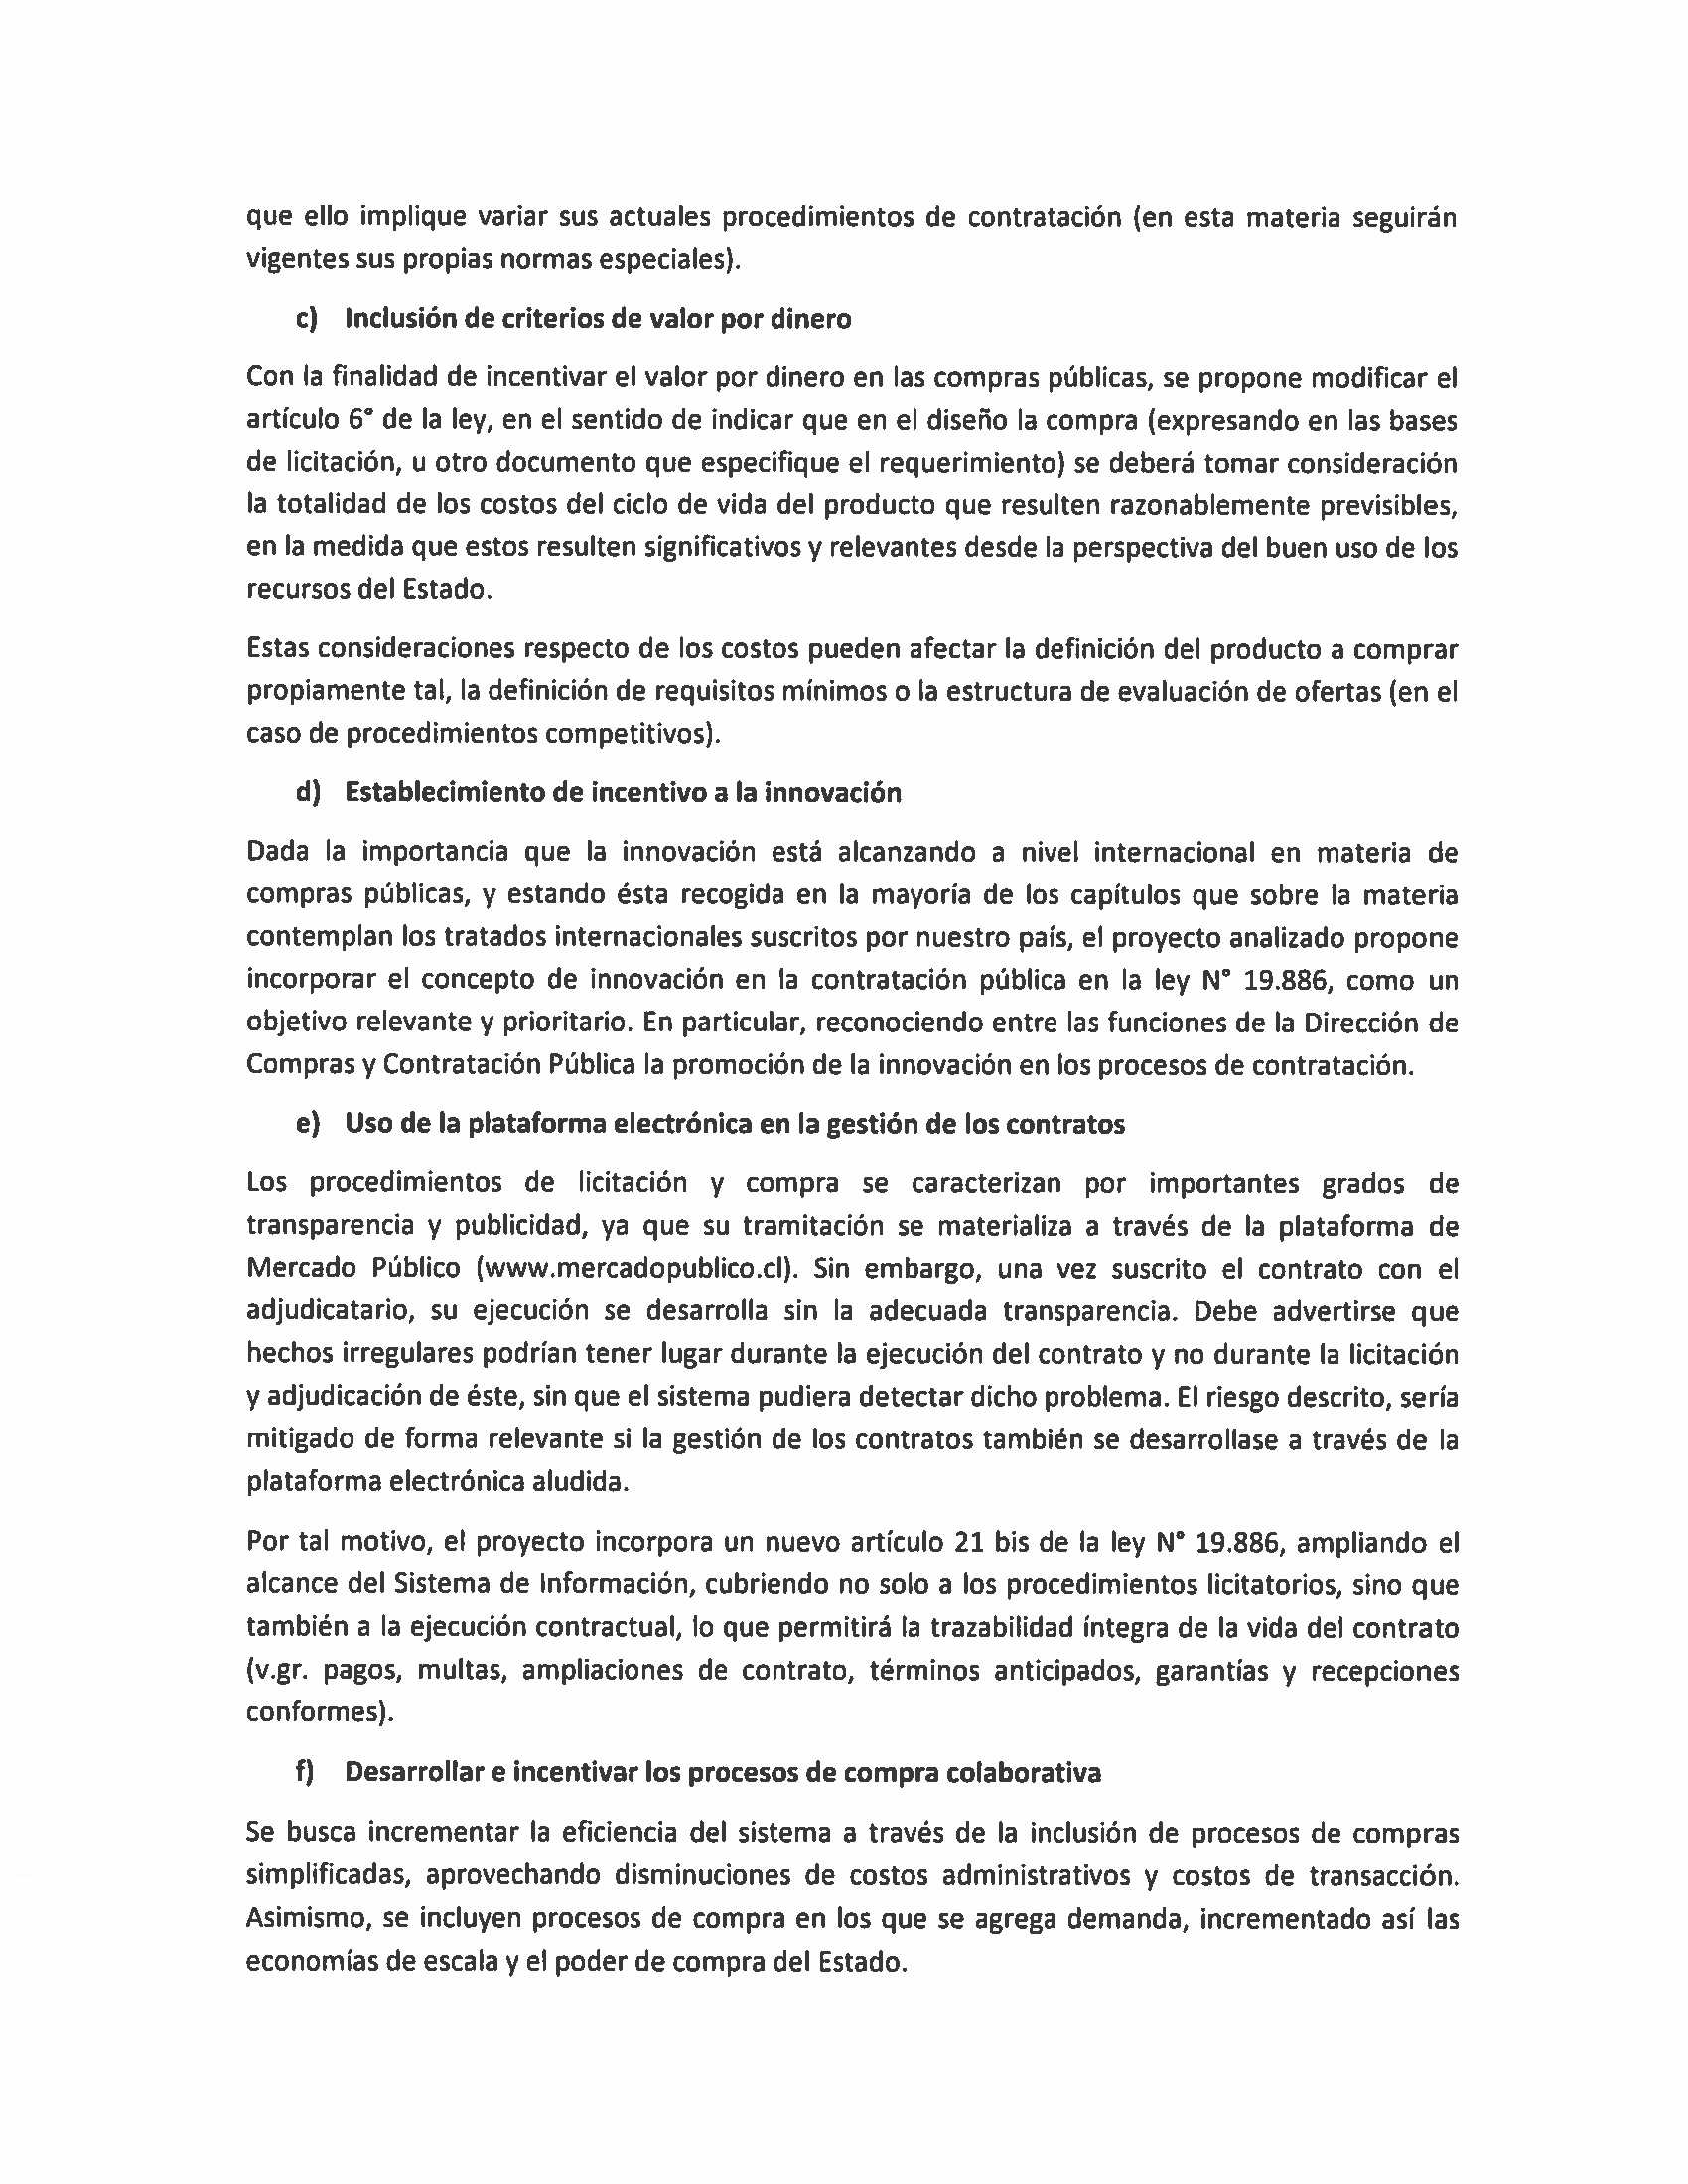 que ello implique variar sus actuales procedimientos de contratación (en esta materia seguirán
vigentes sus propias normas especiales).
c) Inclusión de criterios de valor por dinero
Con la finalidad de incentivar el valor por dinero en las compras públicas, se propone modificar el
artículo 6° de la ley, en el sentido de indicar que en el diseño la compra (expresando en las bases
de licitación, u otro documento que especifique el requerimiento) se deberá tomar consideración
la totalidad de los costos del ciclo de vida del producto que resulten razonablemente previsibles,
en la medida que estos resulten significativos y relevantes desde la perspectiva del buen uso de los
recursos del Estado.
Estas consideraciones respecto de los costos pueden afectar la definición del producto a comprar
propiamente tal, la definición de requisitos mínimos o la estructura de evaluación de ofertas (en el
caso de procedimientos competitivos).
d) Establecimiento de incentivo a la innovación
Dada la importancia que la innovación está alcanzando a nivel internacional en materia de
compras públicas, y estando ésta recogida en la mayoría de los capítulos que sobre la materia
contemplan los tratados internacionales suscritos por nuestro país, el proyecto analizado propone
incorporar el concepto de innovación en la contratación pública en la ley N° 19.886, como un
objetivo relevante y prioritario. En particular, reconociendo entre las funciones de la Dirección de
Compras y Contratación Pública la promoción de la innovación en los procesos de contratación.
e) Uso de la plataforma electrónica en la gestión de los contratos
Los procedimientos de licitación y compra se caracterizan por importantes grados de
transparencia y publicidad, ya que su tramitación se materializa a través de la plataforma de
Mercado Público (www.mercadopublico.cl). Sin embargo, una vez suscrito el contrato con el
adjudicatario, su ejecución se desarrolla sin la adecuada transparencia. Debe advertirse que
hechos irregulares podrían tener lugar durante la ejecución del contrato y no durante la licitación
y adjudicación de éste, sin que el sistema pudiera detectar dicho problema. El riesgo descrito, sería
mitigado de forma relevante si la gestión de los contratos también se desarrollase a través de la
plataforma electrónica aludida.
Por tal motivo, el proyecto incorpora un nuevo artículo 21 bis de la ley N° 19.886, ampliando el
alcance del Sistema de Información, cubriendo no solo a los procedimientos licitatorios, sino que
también a la ejecución contractual, lo que permitirá la trazabilidad íntegra de la vida del contrato
(v.gr. pagos, multas, ampliaciones de contrato, términos anticipados, garantías y recepciones
conformes).
f) Desarrollar e incentivar los procesos de compra colaborativa
Se busca incrementar la eficiencia del sistema a través de la inclusión de procesos de compras
simplificadas, aprovechando disminuciones de costos administrativos y costos de transacción.
Asimismo, se incluyen procesos de compra en los que se agrega demanda, incrementado así las
economías de escala y el poder de compra del Estado.